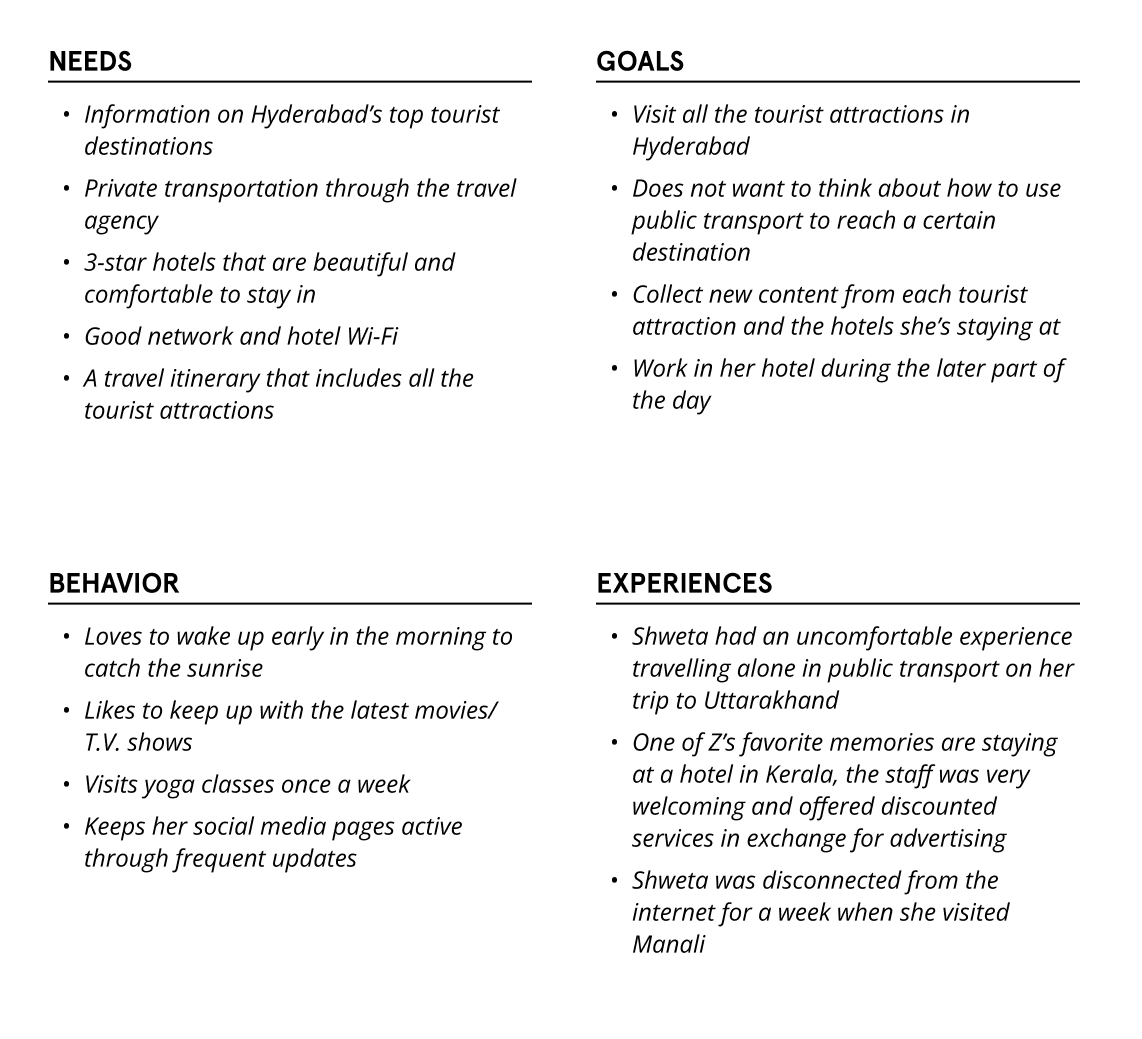 NEEDS
• Information on Hyderabad's top tourist
destinations
• Private transportation through the travel
agency
• 3-star hotels that are beautiful and
comfortable to stay in
• Good network and hotel Wi-Fi
• A travel itinerary that includes all the
tourist attractions
GOALS
• Visit all the tourist attractions in
Hyderabad
• Does not want to think about how to use
public transport to reach a certain
destination
• Collect new content from each tourist
attraction and the hotels she's staying at
• Work in her hotel during the later part of
the day
BEHAVIOR
• Loves to wake up early in the morning to
catch the sunrise
• Likes to keep up with the latest movies/
T.V. shows
• Visits yoga classes once a week
• Keeps her social media pages active
through frequent updates
EXPERIENCES
• Shweta had an uncomfortable experience
travelling alone in public transport on her
trip to Uttarakhand
• One of Z's favorite memories are staying
at a hotel in Kerala, the staff was very
welcoming and offered discounted
services in exchange for advertising
• Shweta was disconnected from the
internet for a week when she visited
Manali